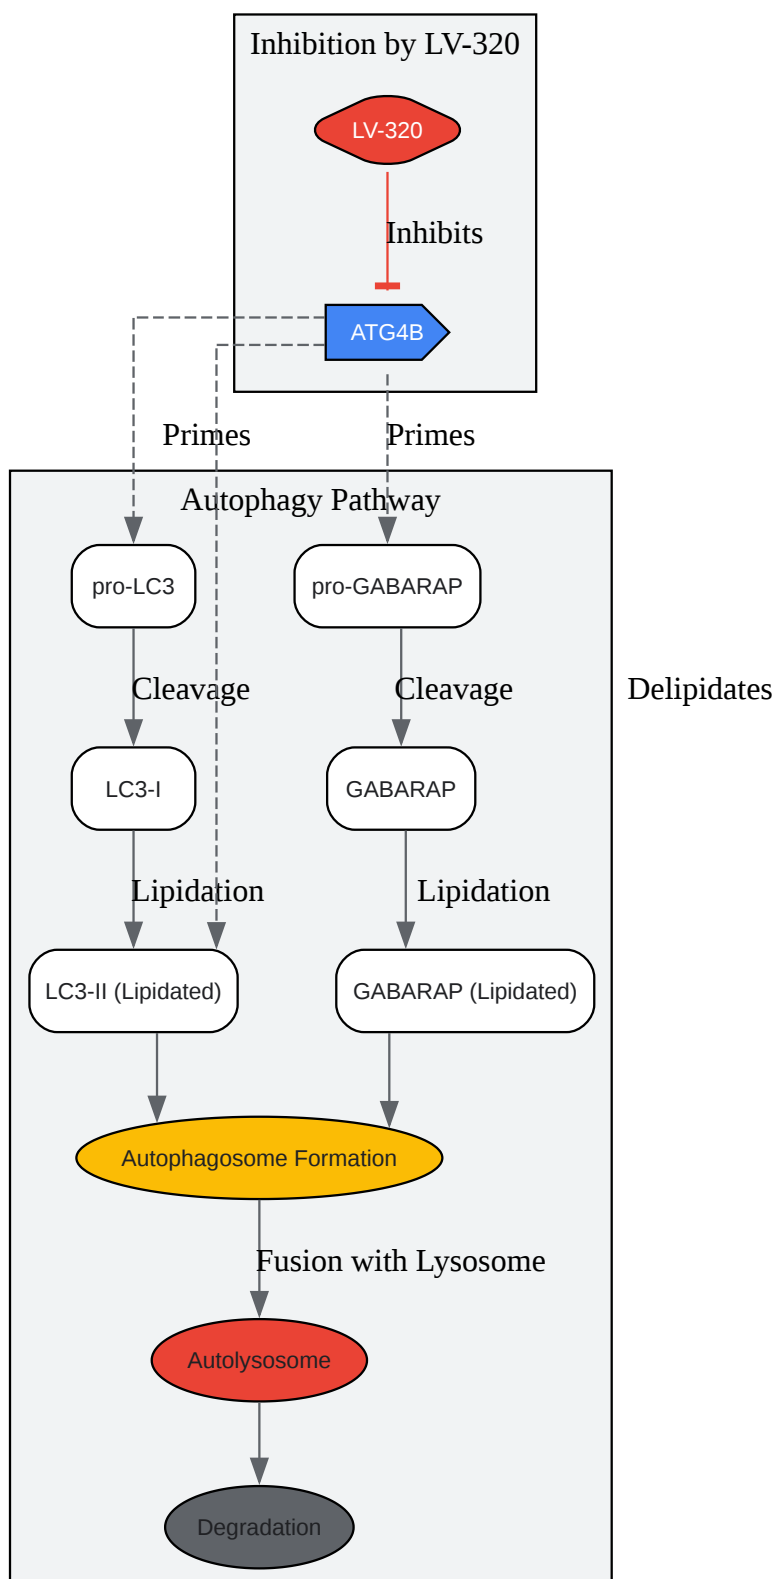 Inhibition by LV-320
LV-320
Inhibits
ATG4B
Primes
Primes
Autophagy Pathway
pro-LC3
pro-GABARAP
Cleavage
Cleavage
Delipidates
LC3-I
GABARAP
Lipidation
Lipidation
LC3-II (Lipidated)
GABARAP (Lipidated)
Autophagosome Formation
Fusion with Lysosome
Autolysosome
Degradation